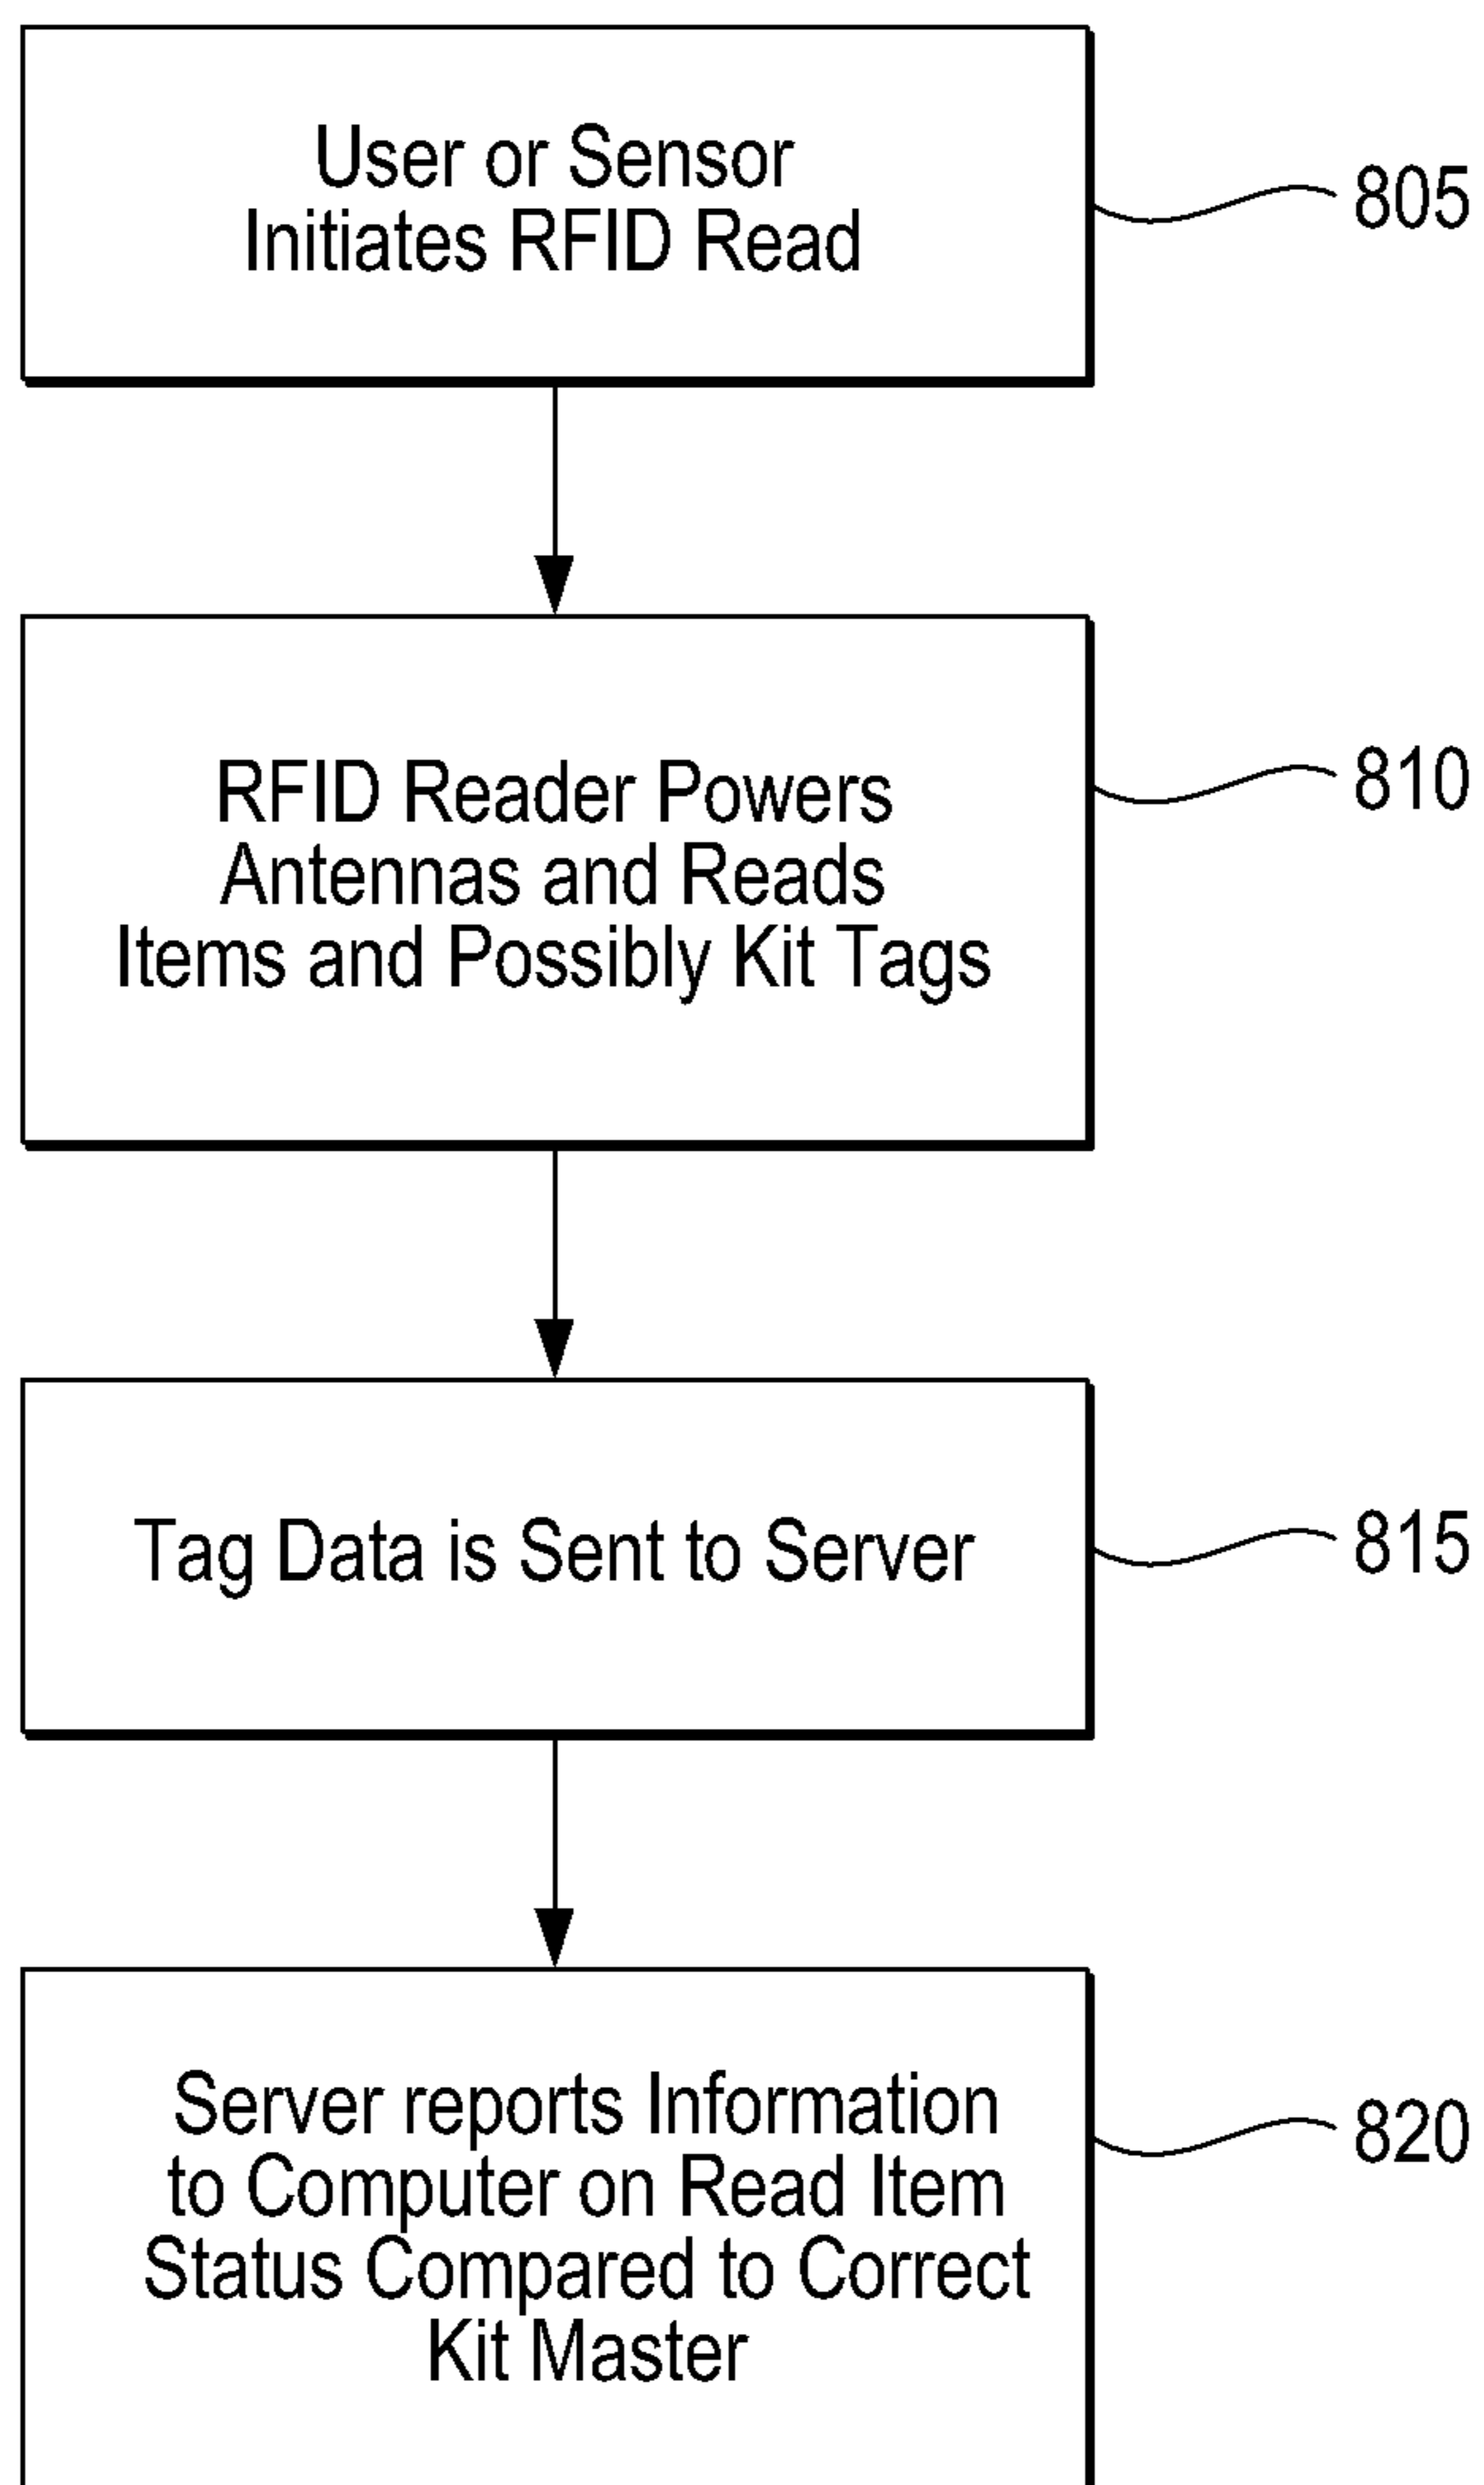 User or Sensor
Initiates RFID Read
805
RFID Reader Powers
Antennas and Reads
Items and Possibly Kit Tags
810
Tag Data is Sent to Server
815
Server reports Information
to Computer on Read Item
Status Compared to Correct
Kit Master
820